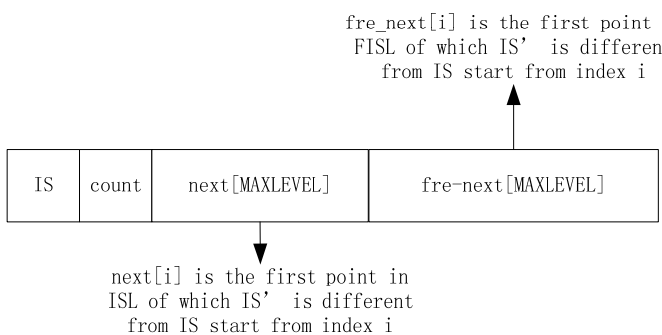 fre_next[i] is the first point
FISL of which IS' is differen
from IS start from index i
IS count next[MAXLEVEL] fre-next[MAXLEVEL]
next[i] is the first point in
ISL of which IS' is different
from IS start from index i